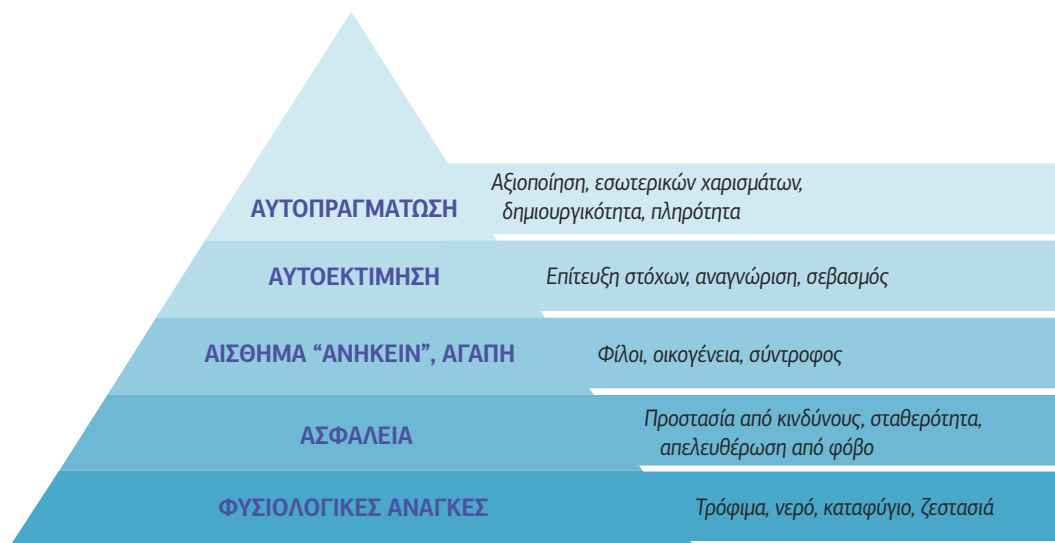 Αξιοποίηση, εσωτερικών χαρισμάτων,
ΑΥΤΟΠΡΑΓΜΑΤΩΣΗ
δημιουργικότητα, πληρότητα
ΑΥΤΟΕΚΤΙΜΗΣΗ
Επίτευξη στόχων, αναγνώριση, σεβασμός
ΑΙΣΘΗΜΑ “ΑΝΗΚΕΙΝ”, ΑΓΑΠΗ
Φίλοι, οικογένεια, σύντροφος
ΑΣΦΑΛΕΙΑ
Προστασία από κινδύνους, σταθερότητα,
απελευθέρωση από φόβο
ΦΥΣΙΟΛΟΓΙΚΕΣ ΑΝΑΓΚΕΣ
Τρόφιμα, νερό, καταφύγιο, ζεστασιά